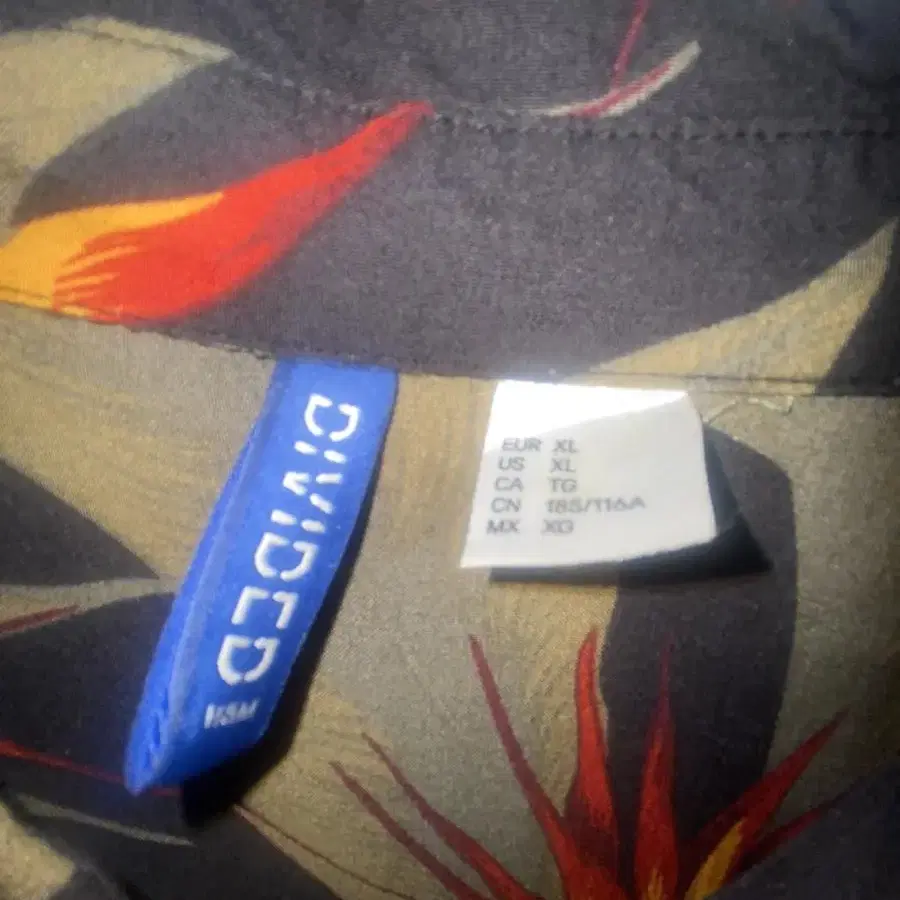 DIVIDED
H&M
EUR XL
US XL
CA TG
CN 185/116A
MX XG